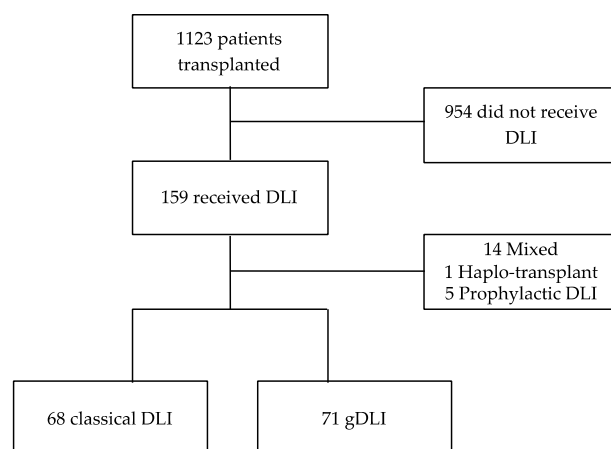 1123 patients
transplanted
954 did not receive
DLI
159 received DLI
14 Mixed
1 Haplo-transplant
5 Prophylactic DLI
68 classical DLI
71 gDLI